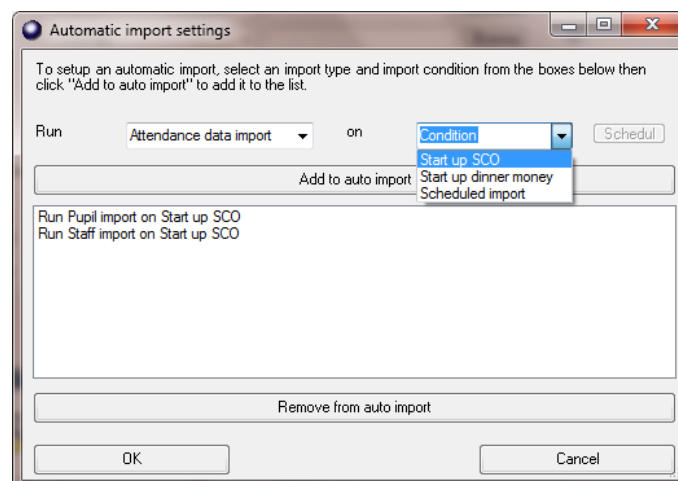 Automatic import settings
To setup an automatic import, select an import type and import condition from the boxes below then
click "Add to auto import" to add it to the list.
Run Attendance data import on Condition Schedul
Start up SCO
Start up dinner money
Scheduled import
Add to auto import
Run Pupil import on Start up SCO
Run Staff import on Start up SCO
Remove from auto import
OK Cancel